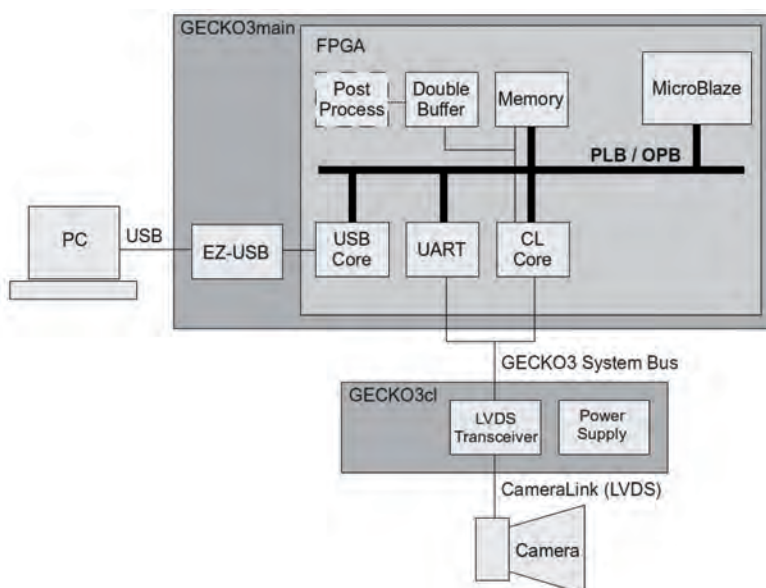 GECKO3main
FPGA
Post
Process
Double
Buffer
Memory
MicroBlaze
PLB / OPB
PC
USB
EZ-USB
USB
Core
UART
CL
Core
GECKO3 System Bus
GECKO3cl
LVDS
Transceiver
Power
Supply
CameraLink (LVDS)
Camera